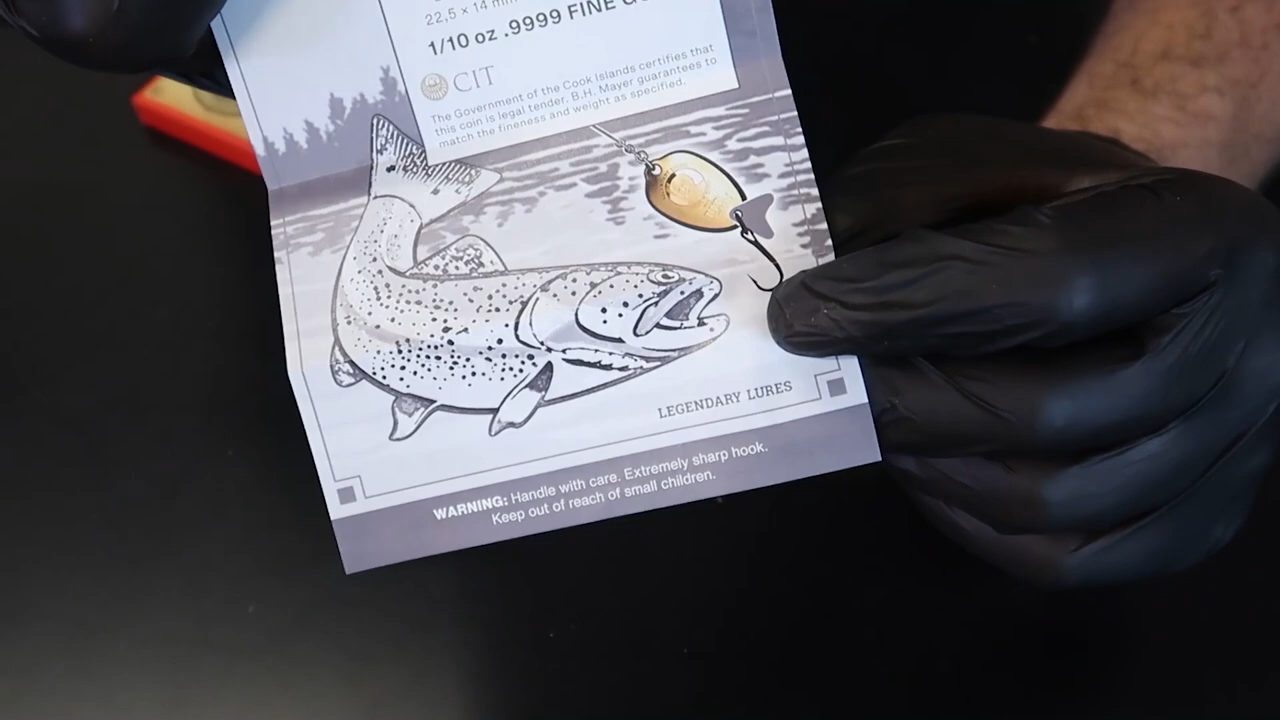 22,5 x 14 mm
1/10 oz .9999 FINE
CIT
The Government of the Cook Islands certifies that
this coin is legal tender. B.H. Mayer guarantees to
match the fineness and weight as specified.
LEGENDARY LURES
WARNING: Handle with care. Extremely sharp hook.
Keep out of reach of small children.